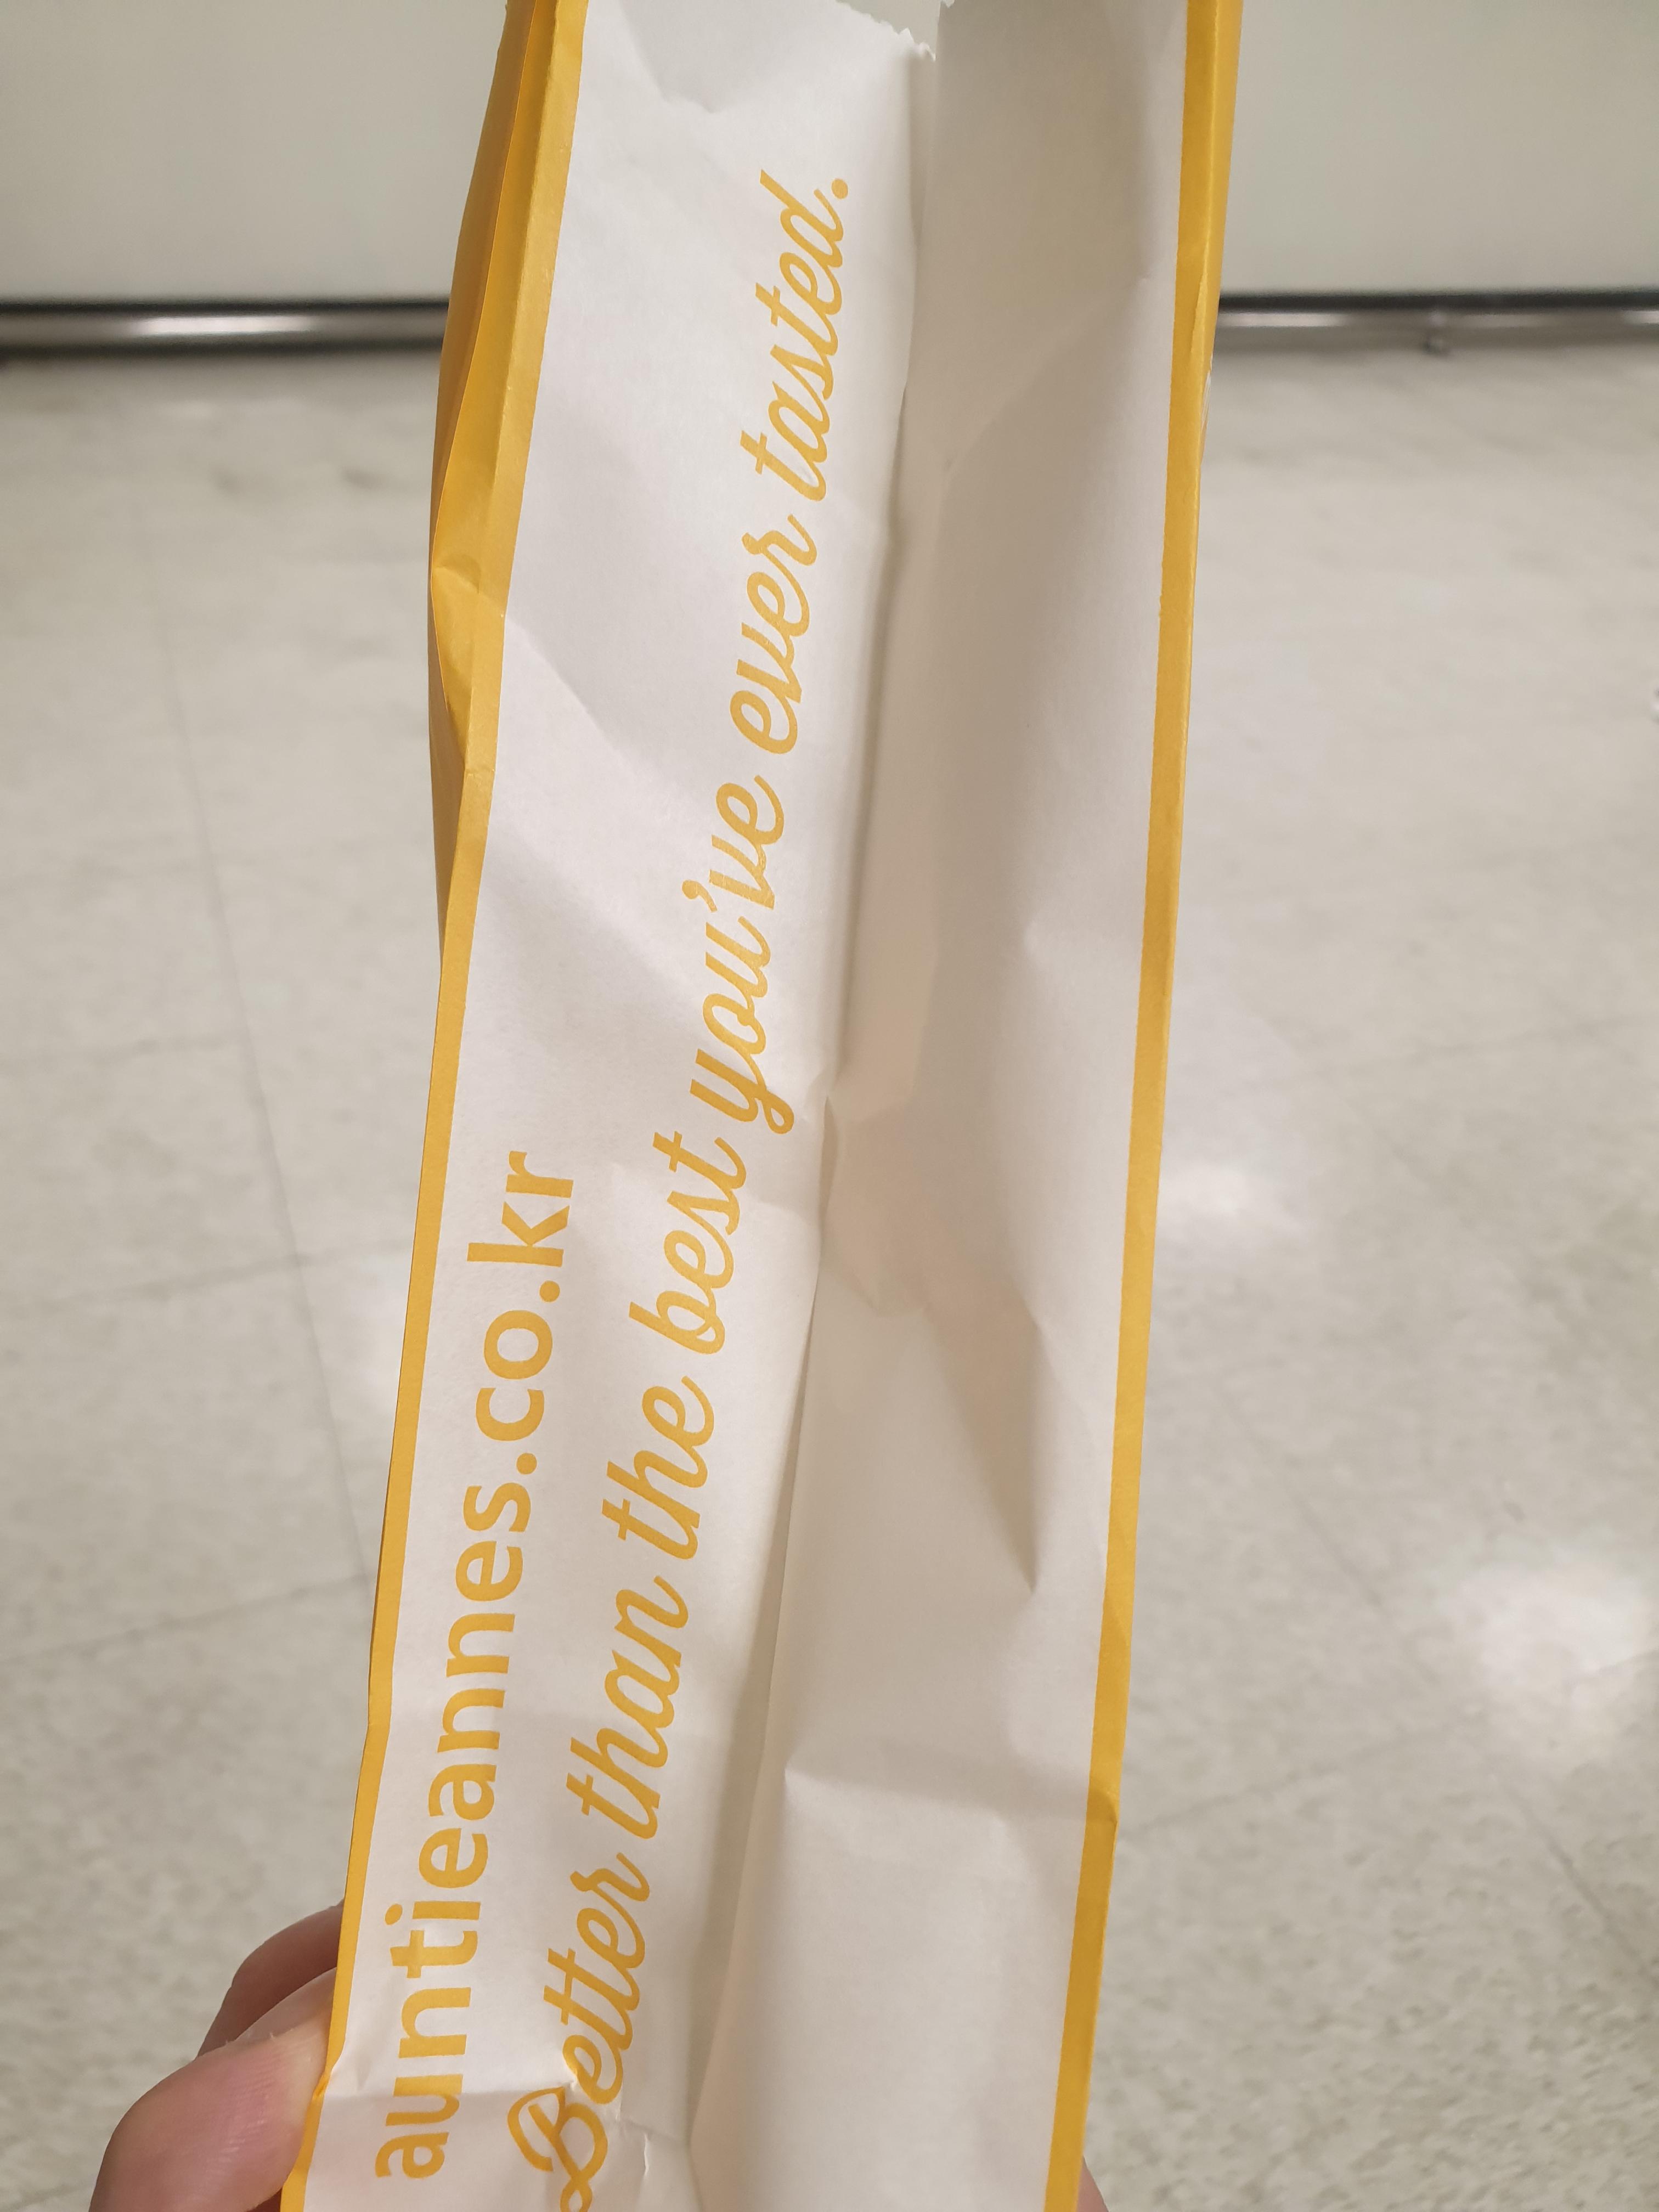 auntieannes.co.kr
Better than the best you've ever tasted.